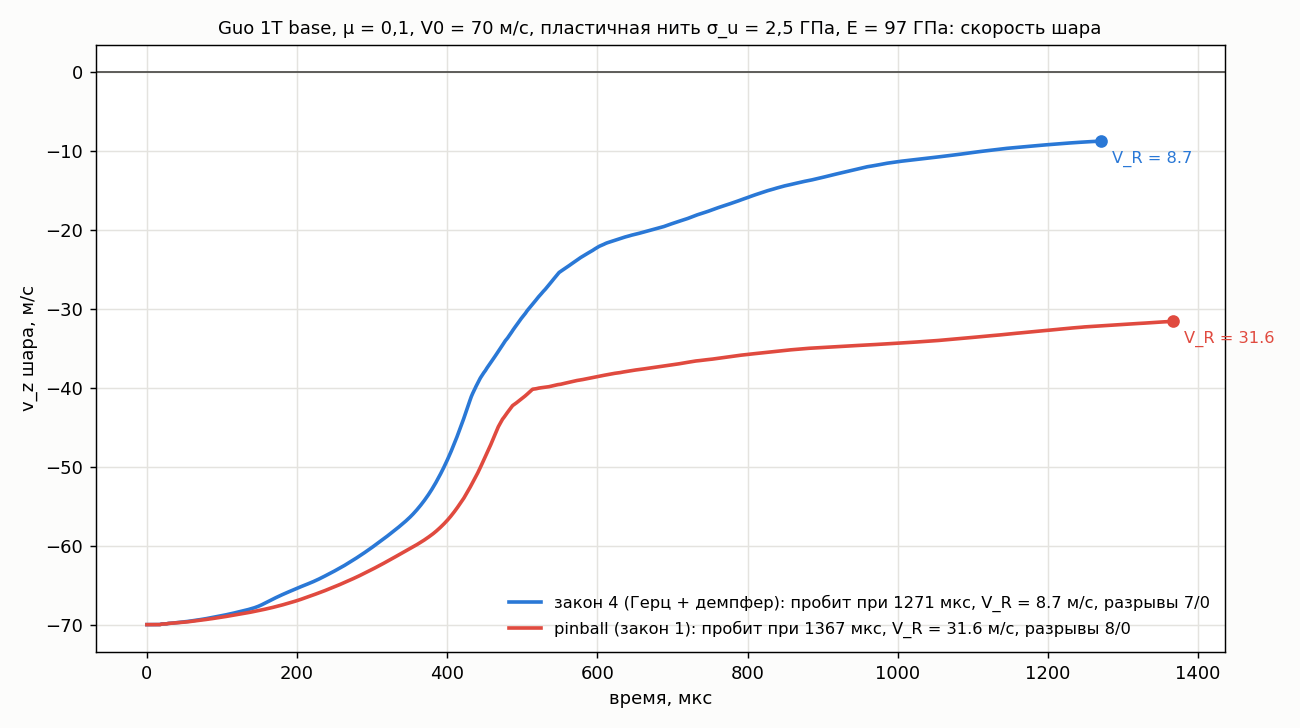 Guo 1T base, μ = 0,1, V0 = 70 м/с, пластичная нить σ_u = 2,5 ГПа, E = 97 ГПа: скорость шара
0
−10
−20
−30
−40
−50
−60
−70
v_z шара, м/с
V_R = 8.7
V_R = 31.6
закон 4 (Герц + демпфер): пробит при 1271 мкс, V_R = 8.7 м/с, разрывы 7/0
pinball (закон 1): пробит при 1367 мкс, V_R = 31.6 м/с, разрывы 8/0
0 200 400 600 800 1000 1200 1400
время, мкс